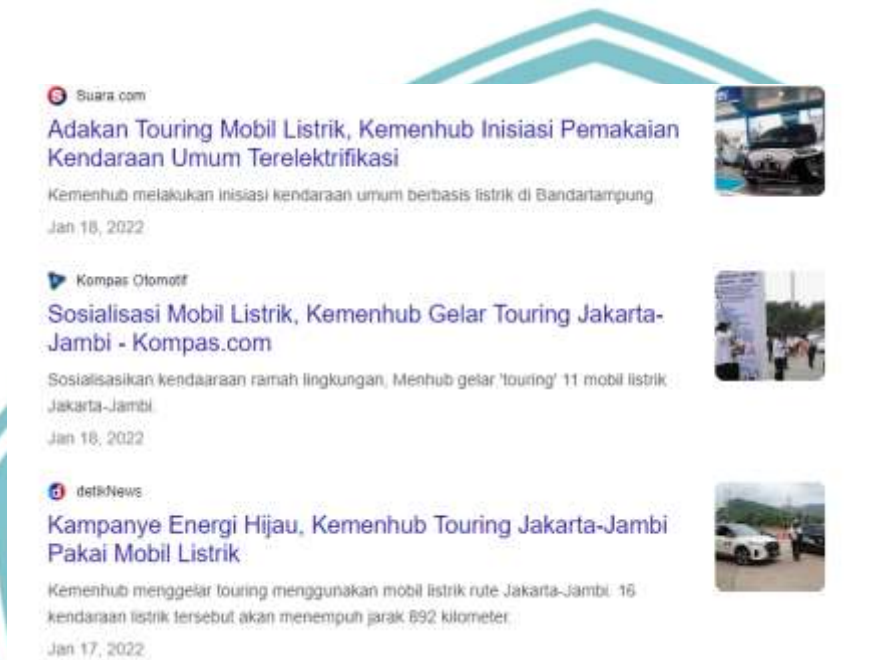 Suara.com
Adakan Touring Mobil Listrik, Kemenhub Inisiasi Pemakaian
Kendaraan Umum Terelektrifikasi
Kemenhub melakukan inisiasi kendaraan umum berbasis listrik di Bandarlampung
Jan 18, 2022
Kompas Otomotif
Sosialisasi Mobil Listrik, Kemenhub Gelar Touring Jakarta-
Jambi - Kompas.com
Sosialisasikan kendaaraan ramah lingkungan, Menhub gelar 'touring' 11 mobil listrik
Jakarta-Jambi.
Jan 18, 2022
detikNews
Kampanye Energi Hijau, Kemenhub Touring Jakarta-Jambi
Pakai Mobil Listrik
Kemenhub menggelar touring menggunakan mobil listrik rute Jakarta-Jambi. 16
kendaraan listrik tersebut akan menempuh jarak 892 kilometer.
Jan 17, 2022